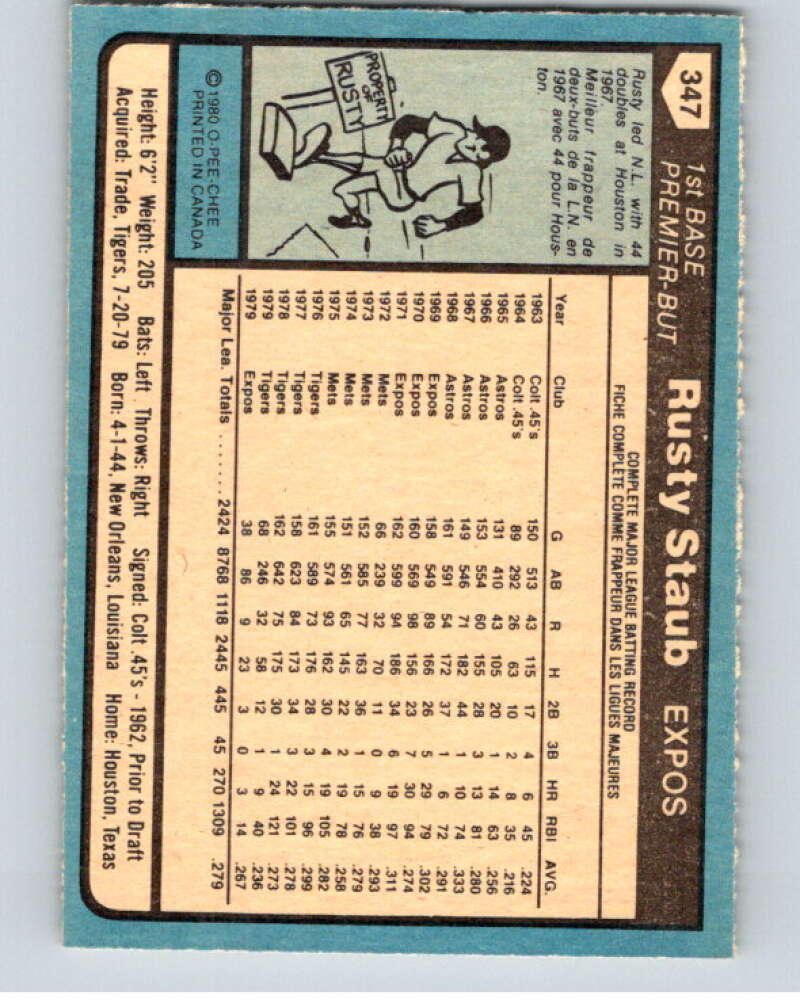 347
1st BASE
PREMIER-BUT
Rusty Staub EXPOS
Rusty led N.L. with 44
doubles at Houston in
1967.
Meilleur frappeur de
deux-buts de la L.N. en
1967 avec 44 pour Hous-
ton.
PROPERTY
OF
RUSTY
© 1980 O-PEE-CHEE
PRINTED IN CANADA
COMPLETE MAJOR LEAGUE BATTING RECORD
FICHE COMPLETE COMME FRAPPEUR DANS LES LIGUES MAJEURES
Year Club G AB R H 2B 3B HR RBI AVG.
1963 Colt .45's 150 513 43 115 17 4 6 45 .224
1964 Colt .45's 89 292 26 63 10 2 8 35 .216
1965 Astros 131 410 43 105 20 1 14 63 .256
1966 Astros 153 554 60 155 28 3 13 81 .280
1967 Astros 149 546 71 182 44 1 10 74 .333
1968 Astros 161 591 54 172 37 1 6 72 .291
1969 Expos 158 549 89 166 26 5 29 79 .302
1970 Expos 160 569 98 156 23 7 30 94 .274
1971 Expos 162 599 94 186 34 6 19 97 .311
1972 Mets 66 239 32 70 11 0 9 38 .293
1973 Mets 152 585 77 163 36 1 15 76 .279
1974 Mets 151 561 65 145 22 2 19 78 .258
1975 Mets 155 574 93 162 30 4 19 105 .282
1976 Tigers 161 589 73 176 28 3 15 96 .299
1977 Tigers 158 623 84 173 34 3 22 101 .278
1978 Tigers 162 642 75 175 30 1 24 121 .273
1979 Tigers 68 246 32 58 12 1 9 40 .236
1979 Expos 38 86 9 23 3 0 3 14 .267
Major Lea. Totals ........ 2424 8768 1118 2445 445 45 270 1309 .279
Height: 6'2" Weight: 205 Bats: Left Throws: Right Signed: Colt .45's - 1962, Prior to Draft
Acquired: Trade, Tigers, 7-20-79 Born: 4-1-44, New Orleans, Louisiana Home: Houston, Texas